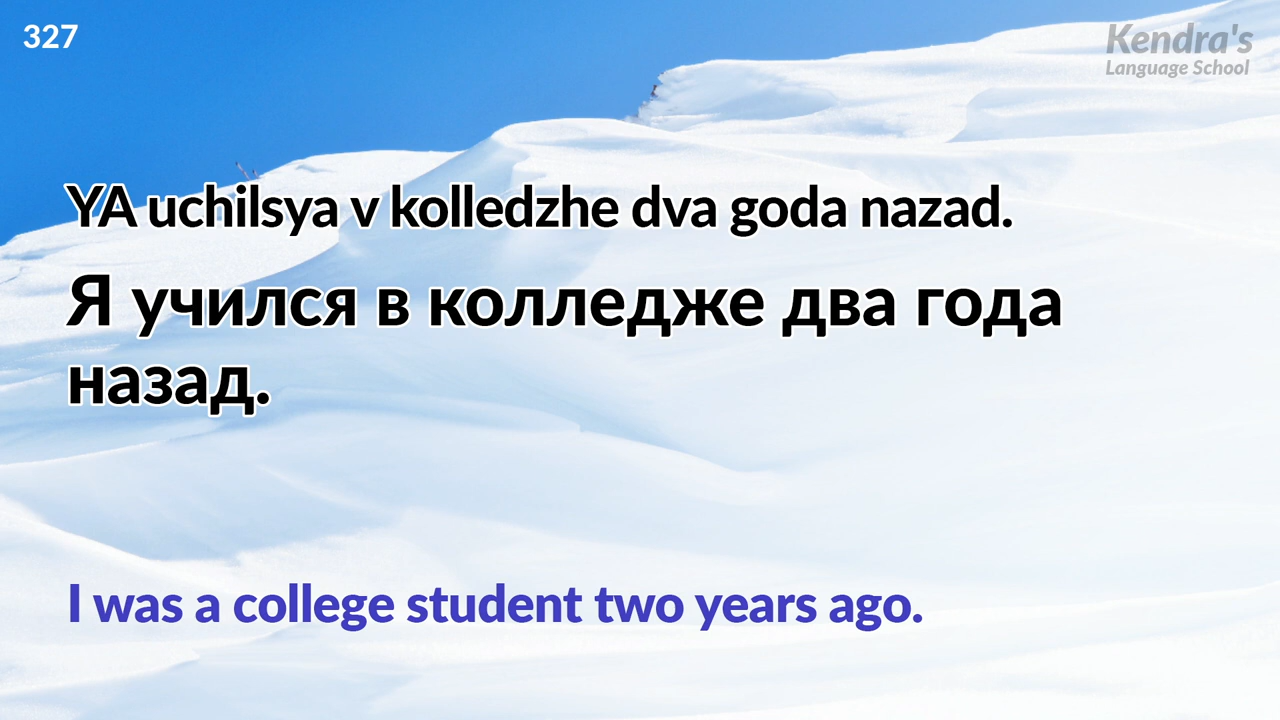 327
Kendra's
Language School
YA uchilsya v kolledzhe dva goda nazad.
Я учился в колледже два года
назад.
I was a college student two years ago.